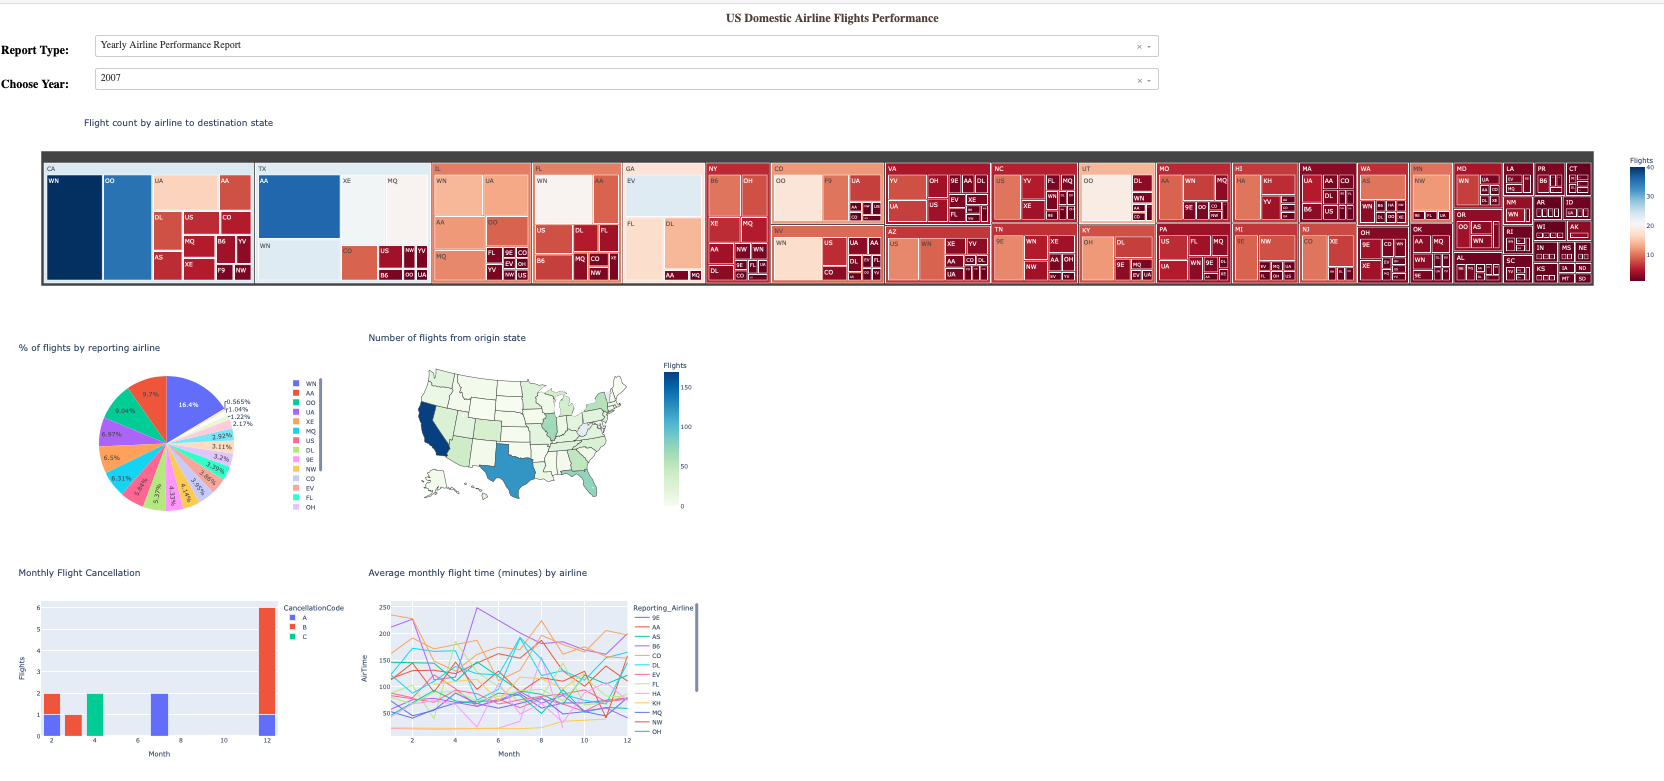 US Domestic Airline Flights Performance
Report Type:
Yearly Airline Performance Report
Choose Year:
2007
Flight count by airline to destination state
CA
TX
IL
FL
GA
NY
CO
VA
NC
UT
MO
HI
MA
WA
MN
MD
LA
PR
CT
WN
OO
UA
AA
DL
US
CO
MQ
B6
YV
AS
XE
F9
NW
AA
XE
MQ
WN
CO
US
NW
YV
B6
OO
UA
WN
UA
AA
OO
MQ
FL
9E
CO
YV
EV
OH
NW
US
WN
AA
US
DL
FL
B6
MQ
CO
XE
NW
EV
FL
DL
AA
MQ
B6
OH
XE
MQ
AA
DL
9E
FL
UA
CO
OO
F9
UA
NV
WN
US
UA
AA
DL
CO
YV
OH
9E
AA
DL
UA
US
EV
XE
FL
AZ
US
WN
XE
YV
AA
CO
DL
UA
US
YV
FL
MQ
XE
WN
TN
9E
WN
XE
AA
OH
NW
OO
DL
WN
AA
CO
KY
OH
DL
9E
MQ
EV
UA
AA
WN
MQ
9E
OO
CO
NW
PA
US
FL
MQ
UA
WN
9E
HA
KH
YV
MI
9E
NW
UA
AA
CO
B6
DL
US
NJ
CO
XE
AS
WN
OH
9E
CO
XE
NW
OK
AA
MQ
WN
9E
WN
UA
OR
OO
AS
WN
AL
NM
WN
RI
SC
B6
AR
ID
WI
AK
IN
MS
NE
KS
IA
ND
MT
SD
Flights
40
30
20
10
% of flights by reporting airline
16.4%
9.7%
9.04%
6.97%
6.5%
6.31%
5.64%
5.37%
4.33%
4.14%
3.95%
3.86%
3.39%
3.2%
3.11%
2.92%
2.17%
1.22%
1.04%
0.565%
WN
AA
OO
UA
XE
MQ
US
DL
9E
NW
CO
EV
FL
OH
Number of flights from origin state
Flights
150
100
50
0
Monthly Flight Cancellation
Flights
6
5
4
3
2
1
0
2
4
6
8
10
12
Month
CancellationCode
A
B
C
Average monthly flight time (minutes) by airline
AirTime
250
200
150
100
50
2
4
6
8
10
12
Month
Reporting_Airline
9E
AA
AS
B6
CO
DL
EV
FL
HA
KH
MQ
NW
OH